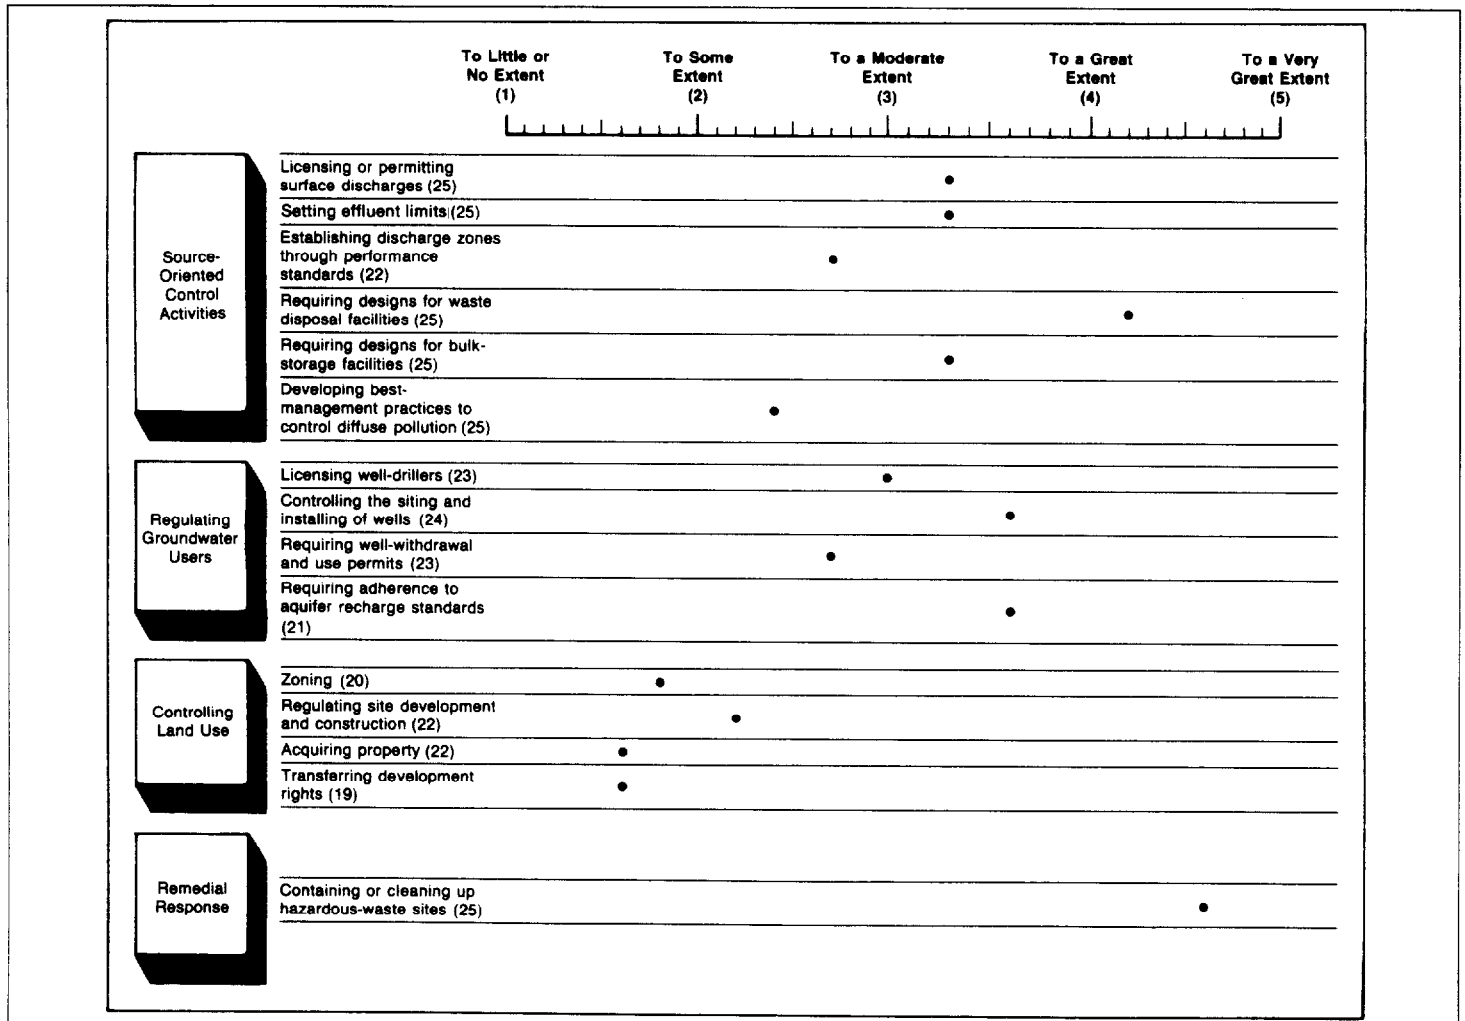 To Little or
No Extent
(1)
To Some
Extent
(2)
To a Moderate
Extent
(3)
To a Great
Extent
(4)
To a Very
Great Extent
(5)
Source-
Oriented
Control
Activities
Licensing or permitting
surface discharges (25)
Setting effluent limits (25)
Establishing discharge zones
through performance
standards (22)
Requiring designs for waste
disposal facilities (25)
Requiring designs for bulk-
storage facilities (25)
Developing best-
management practices to
control diffuse pollution (25)
Regulating
Groundwater
Users
Licensing well-drillers (23)
Controlling the siting and
installing of wells (24)
Requiring well-withdrawal
and use permits (23)
Requiring adherence to
aquifer recharge standards
(21)
Controlling
Land Use
Zoning (20)
Regulating site development
and construction (22)
Acquiring property (22)
Transferring development
rights (19)
Remedial
Response
Containing or cleaning up
hazardous-waste sites (25)